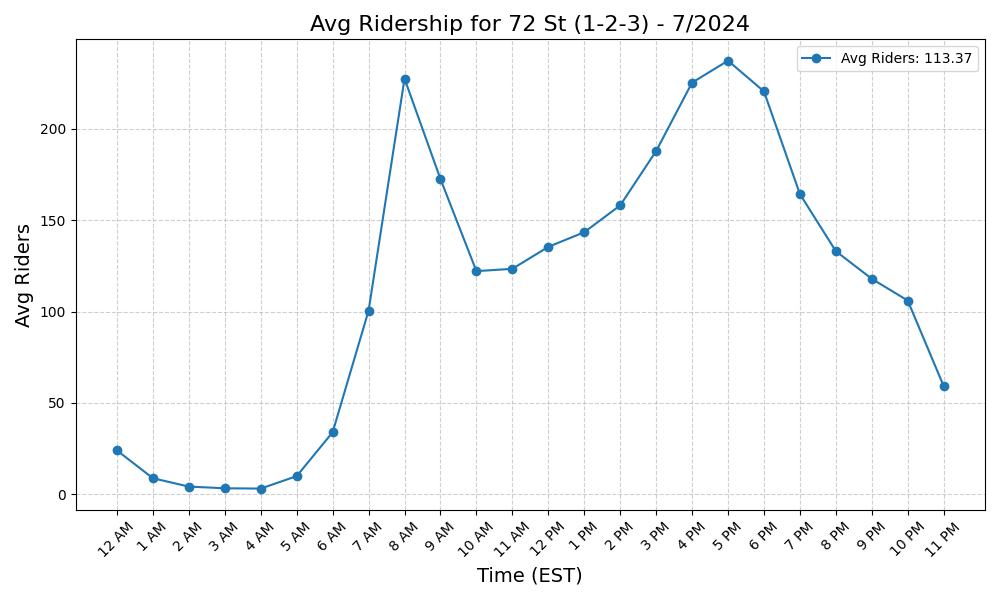 Avg Ridership for 72 St (1-2-3) - 7/2024
Avg Riders: 113.37
Avg Riders
200
150
100
50
0
12 AM
1 AM
2 AM
3 AM
4 AM
5 AM
6 AM
7 AM
8 AM
9 AM
10 AM
11 AM
12 PM
1 PM
2 PM
3 PM
4 PM
5 PM
6 PM
7 PM
8 PM
9 PM
10 PM
11 PM
Time (EST)